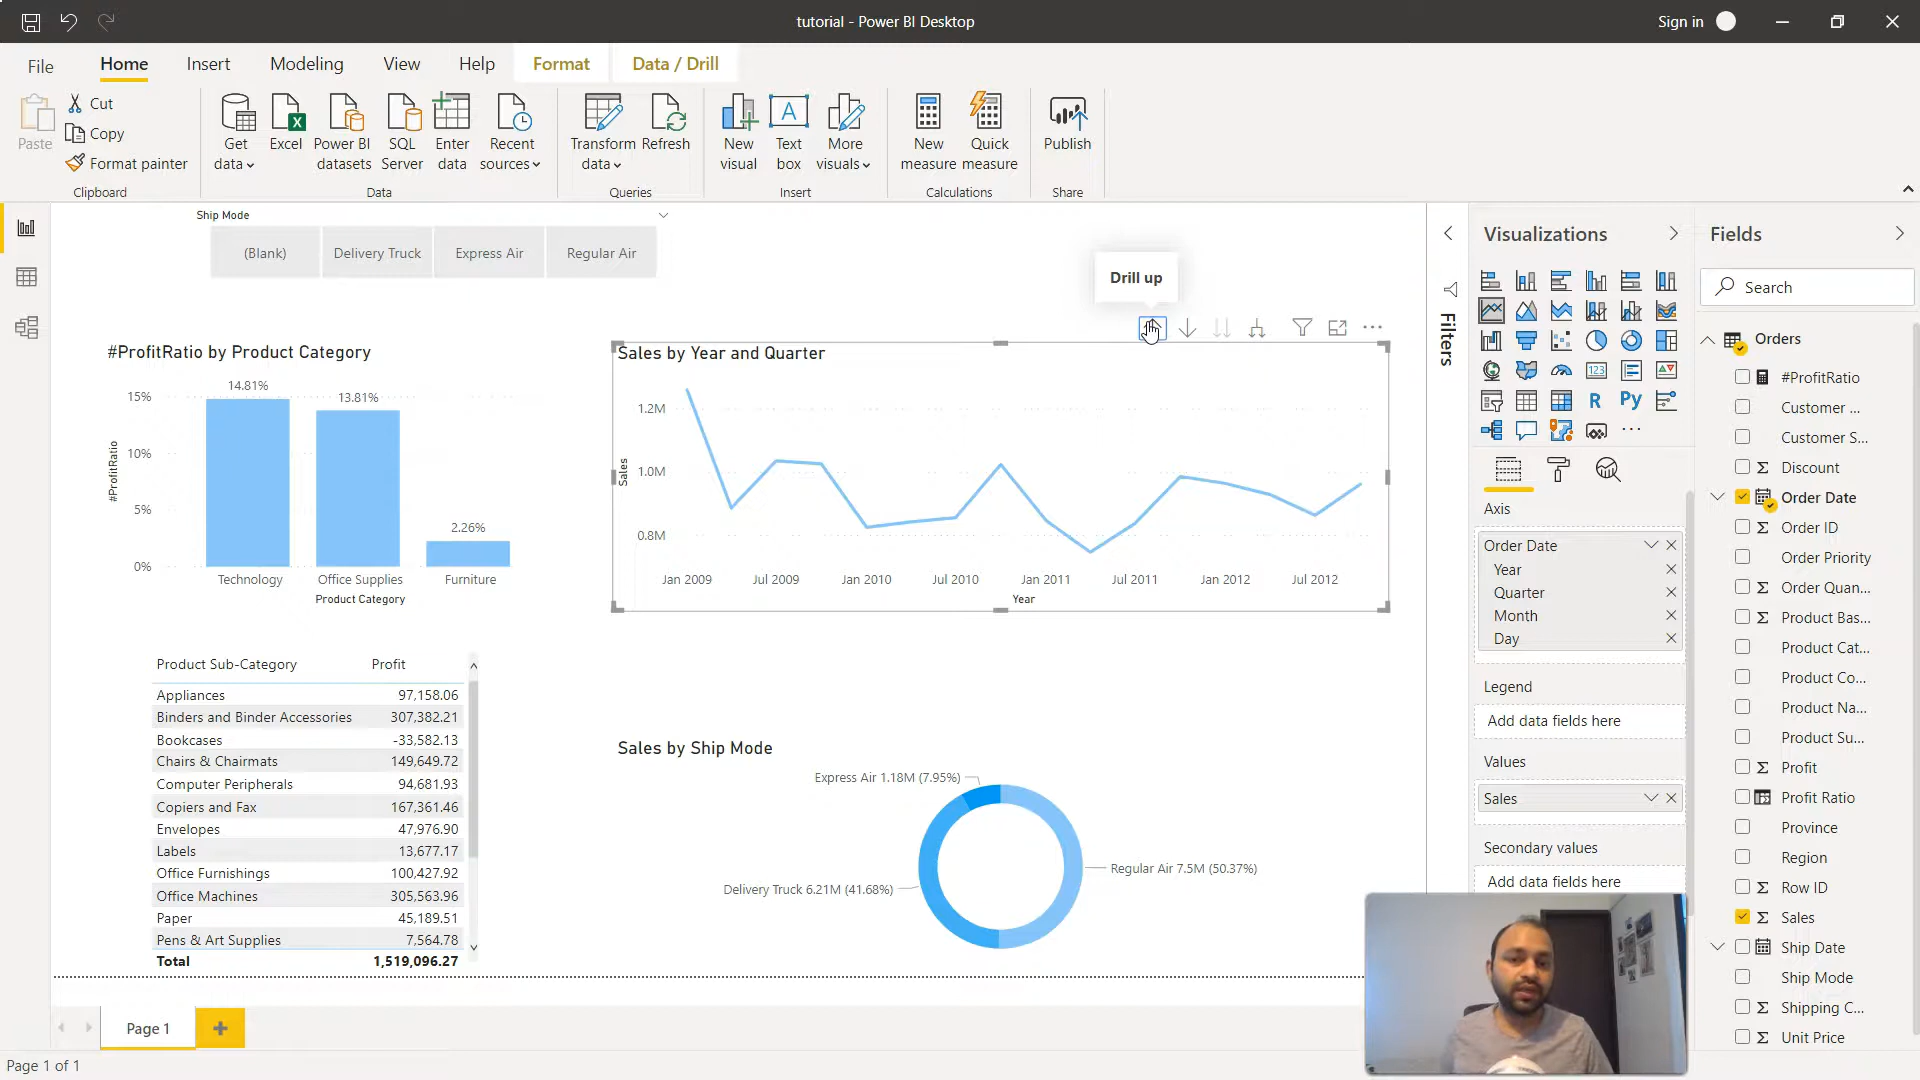 tutorial - Power BI Desktop
Sign in
File
Home
Insert
Modeling
View
Help
Format
Data / Drill
Paste
Cut
Copy
Format painter
Clipboard
Get
data
Excel
Power BI
datasets
SQL
Server
Enter
data
Recent
sources
Data
Transform
data
Refresh
Queries
New
visual
A
Text
box
More
visuals
Insert
New
measure
Quick
measure
Calculations
Publish
Share
Ship Mode
(Blank)
Delivery Truck
Express Air
Regular Air
Drill up
#ProfitRatio by Product Category
#ProfitRatio
15%
10%
5%
0%
14.81%
13.81%
2.26%
Technology
Office Supplies
Furniture
Product Category
Sales by Year and Quarter
Sales
1.2M
1.0M
0.8M
Jan 2009
Jul 2009
Jan 2010
Jul 2010
Jan 2011
Jul 2011
Jan 2012
Jul 2012
Year
Product Sub-Category Profit
Appliances 97,158.06
Binders and Binder Accessories 307,382.21
Bookcases -33,582.13
Chairs & Chairmats 149,649.72
Computer Peripherals 94,681.93
Copiers and Fax 167,361.46
Envelopes 47,976.90
Labels 13,677.17
Office Furnishings 100,427.92
Office Machines 305,563.96
Paper 45,189.51
Pens & Art Supplies 7,564.78
Total 1,519,096.27
Sales by Ship Mode
Express Air 1.18M (7.95%)
Regular Air 7.5M (50.37%)
Delivery Truck 6.21M (41.68%)
Filters
Visualizations
123
R
Py
Axis
Order Date
Year
Quarter
Month
Day
Legend
Add data fields here
Values
Sales
Secondary values
Add data fields here
Fields
Search
Orders
#ProfitRatio
Customer ...
Customer S...
Discount
Order Date
Order ID
Order Priority
Order Quan...
Product Bas...
Product Cat...
Product Co...
Product Na...
Product Su...
Profit
Profit Ratio
Province
Region
Row ID
Sales
Ship Date
Ship Mode
Shipping C...
Unit Price
Page 1
Page 1 of 1